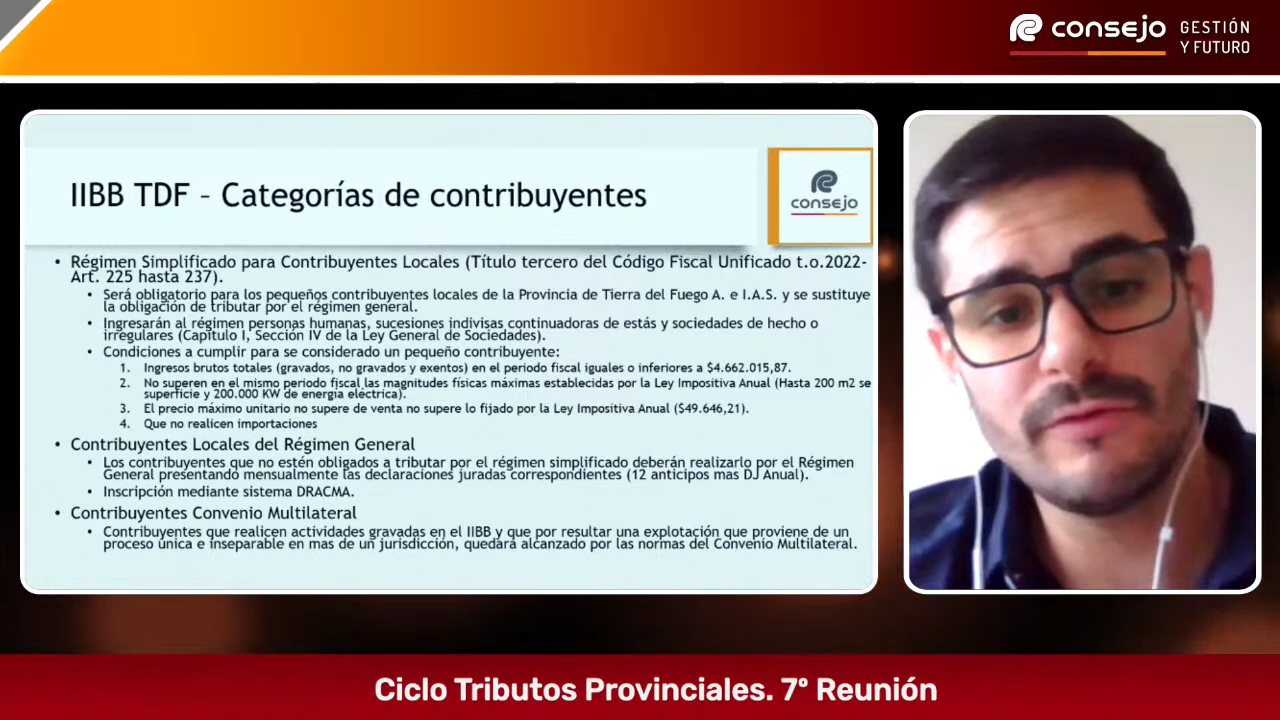 consejo
GESTIÓN
Y FUTURO
IIBB TDF – Categorías de contribuyentes
consejo
• Régimen Simplificado para Contribuyentes Locales (Título tercero del Código Fiscal Unificado t.o.2022-
Art. 225 hasta 237).
• Será obligatorio para los pequeños contribuyentes locales de la Provincia de Tierra del Fuego A. e I.A.S. y se sustituye
la obligación de tributar por el régimen general.
• Ingresarán al régimen personas humanas, sucesiones indivisas continuadoras de estás y sociedades de hecho o
irregulares (Capítulo I, Sección IV de la Ley General de Sociedades).
• Condiciones a cumplir para se considerado un pequeño contribuyente:
1. Ingresos brutos totales (gravados, no gravados y exentos) en el periodo fiscal iguales o inferiores a $4.662.015,87.
2. No superen en el mismo periodo fiscal las magnitudes físicas máximas establecidas por la Ley Impositiva Anual (Hasta 200 m2 se
superficie y 200.000 KW de energía eléctrica).
3. El precio máximo unitario no supere de venta no supere lo fijado por la Ley Impositiva Anual ($49.646,21).
4. Que no realicen importaciones
• Contribuyentes Locales del Régimen General
• Los contribuyentes que no estén obligados a tributar por el régimen simplificado deberán realizarlo por el Régimen
General presentando mensualmente las declaraciones juradas correspondientes (12 anticipos mas DJ Anual).
• Inscripción mediante sistema DRACMA.
• Contribuyentes Convenio Multilateral
• Contribuyentes que realicen actividades gravadas en el IIBB y que por resultar una explotación que proviene de un
proceso única e inseparable en mas de un jurisdicción, quedará alcanzado por las normas del Convenio Multilateral.
Ciclo Tributos Provinciales. 7º Reunión